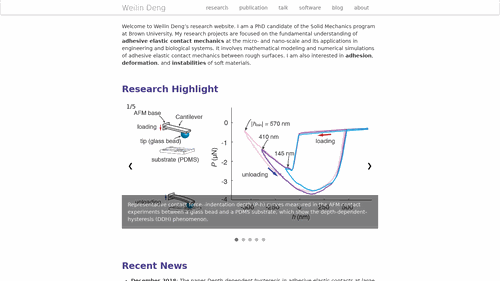 Weilin Deng
research publication talk software blog about
Welcome to Weilin Deng's research website. I am a PhD candidate of the Solid Mechanics program
at Brown University. My research projects are focused on the fundamental understanding of
adhesive elastic contact mechanics at the micro- and nano-scale and its applications in
engineering and biological systems. It involves mathematical modeling and numerical simulations
of adhesive elastic contact mechanics between rough surfaces. I am also interested in adhesion,
deformation, and instabilities of soft materials.
Research Highlight
1/5
AFM base
Cantilever
loading
tip (glass bead)
substrate (PDMS)
unloading
P (μN)
0
-1
-2
-3
-4
= 570 nm
410 nm
145 nm
loading
unloading
h (nm)
❮
❯
Representative contact force, indentation depth (P-h) curves measured in the AFM contact
experiments between a glass bead and a PDMS substrate, which show the depth-dependent-
hysteresis (DDH) phenomenon.
Recent News
December 2018: The paper Depth-dependent hysteresis in adhesive elastic contacts at large